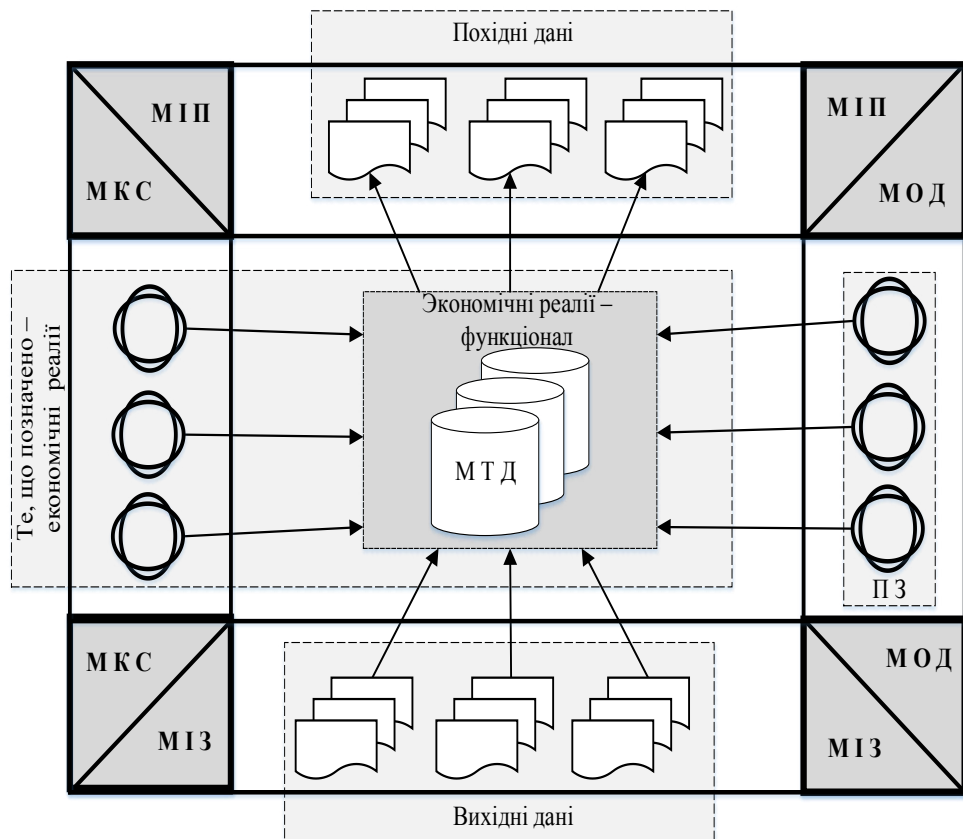 Похідні дані
МІП
МКС
МІП
МОД
Те, що позначено –
економічні реалії
Экономічні реалії –
функціонал
МТД
ПЗ
МКС
МІЗ
МОД
МІЗ
Вихідні дані